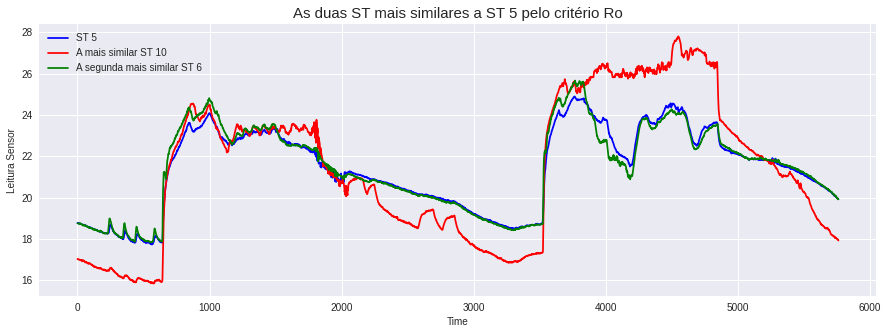 As duas ST mais similares a ST 5 pelo critério Ro
28
ST 5
A mais similar ST 10
A segunda mais similar ST 6
26
24
22
20
18
16
Leitura Sensor
0 1000 2000 3000 4000 5000 6000
Time